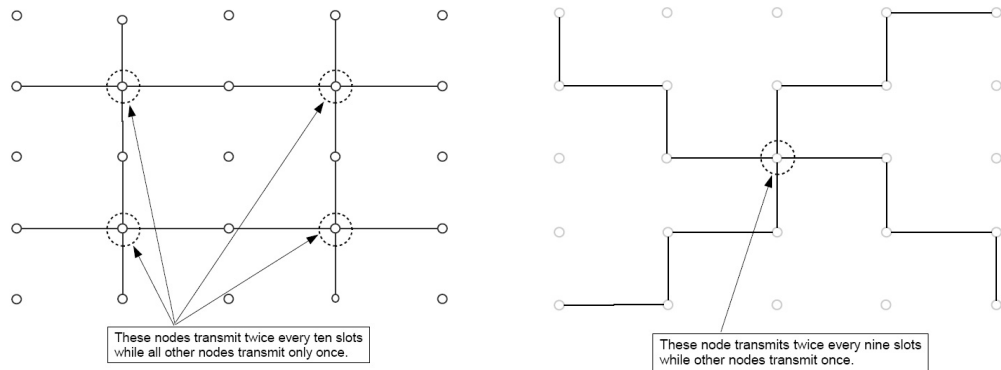 These nodes transmit twice every ten slots
while all other nodes transmit only once.
These node transmits twice every nine slots
while other nodes transmit once.